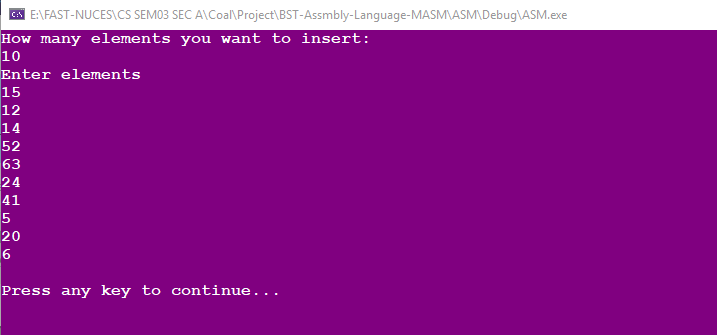 E:\FAST-NUCES\CS SEM03 SEC A\Coal\Project\BST-Assmbly-Language-MASM\ASM\Debug\ASM.exe
How many elements you want to insert:
10
Enter elements
15
12
14
52
63
24
41
5
20
6
Press any key to continue...